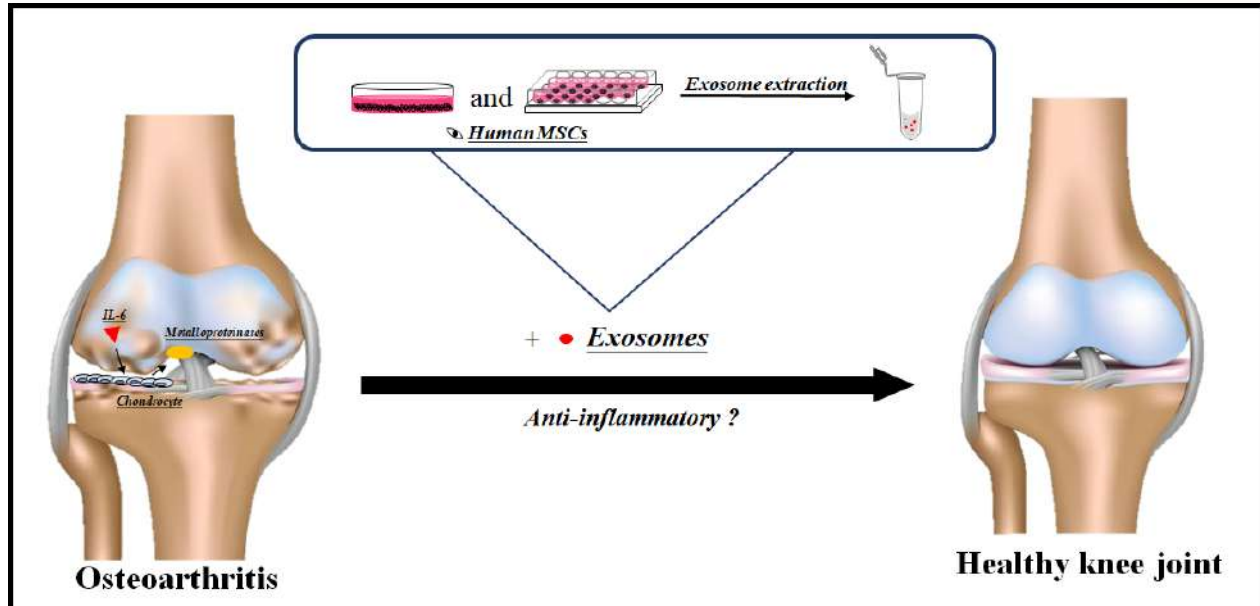 and
Exosome extraction
Human MSCs
IL-6
Metalloproteinases
Chondrocyte
+ Exosomes
Anti-inflammatory ?
Osteoarthritis
Healthy knee joint